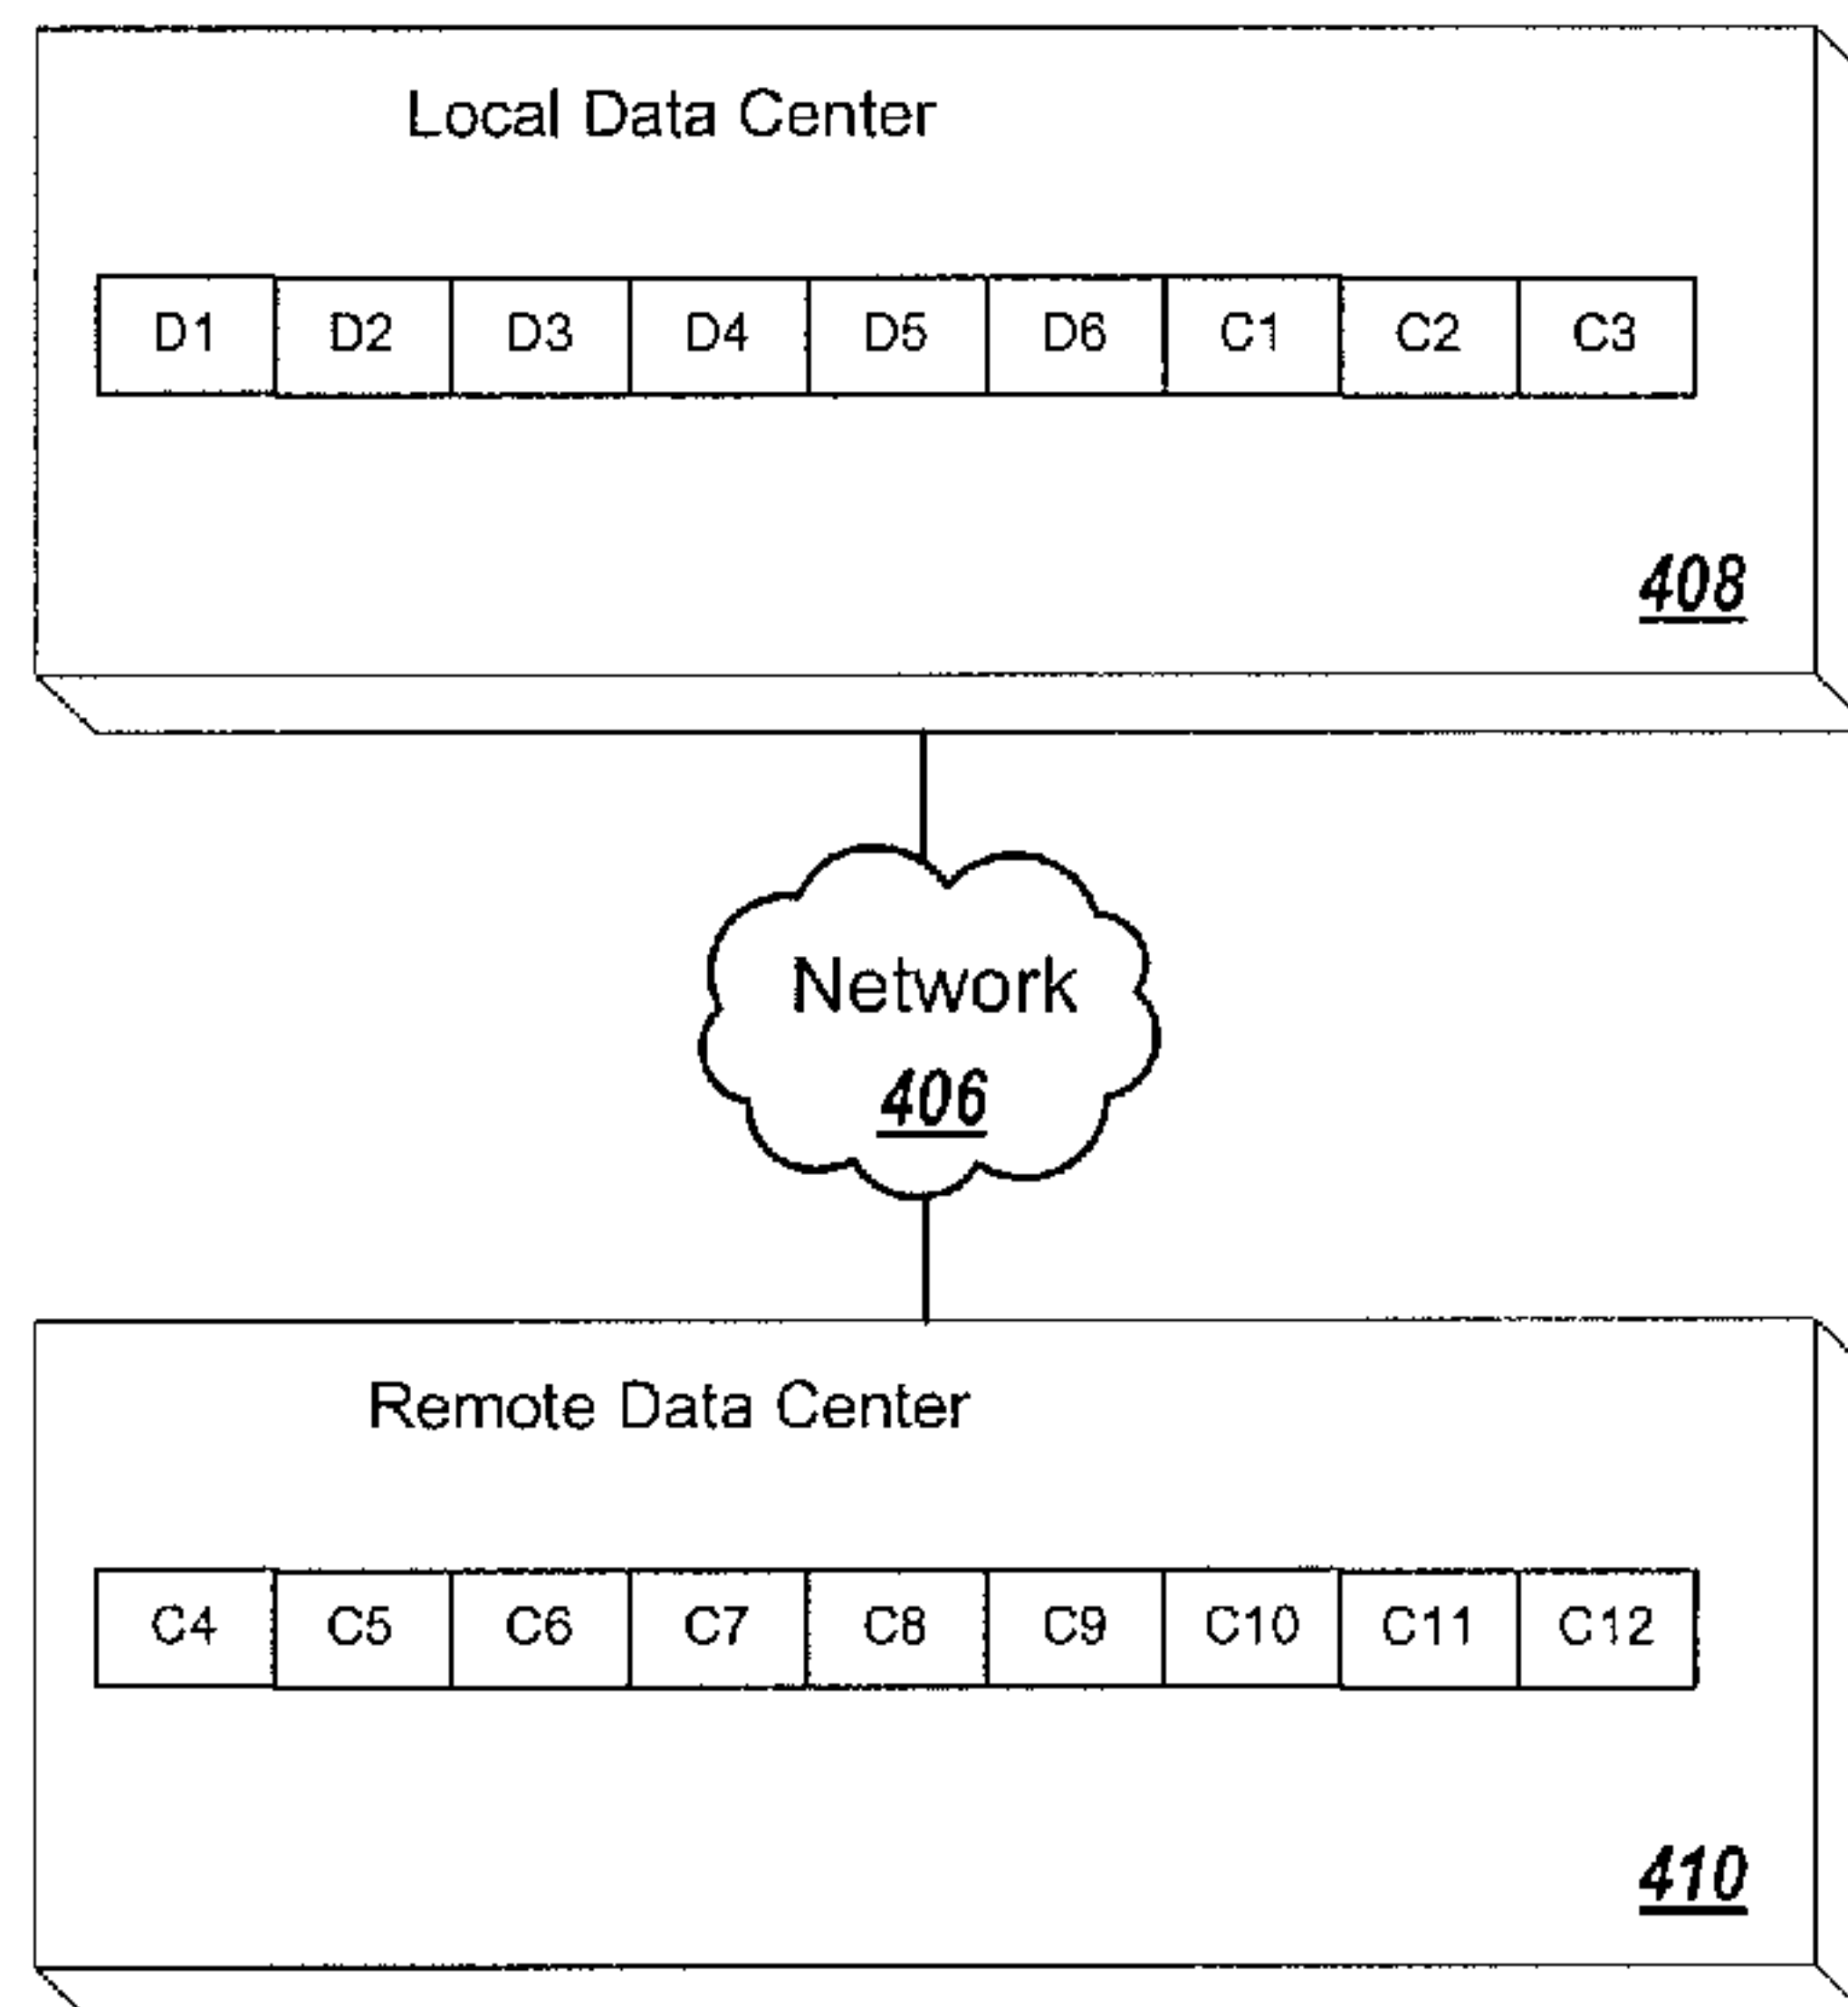 Local Data Center
D1 D2 D3 D4 D5 D6 C1 C2 C3
408
Network
406
Remote Data Center
C4 C5 C6 C7 C8 C9 C10 C11 C12
410